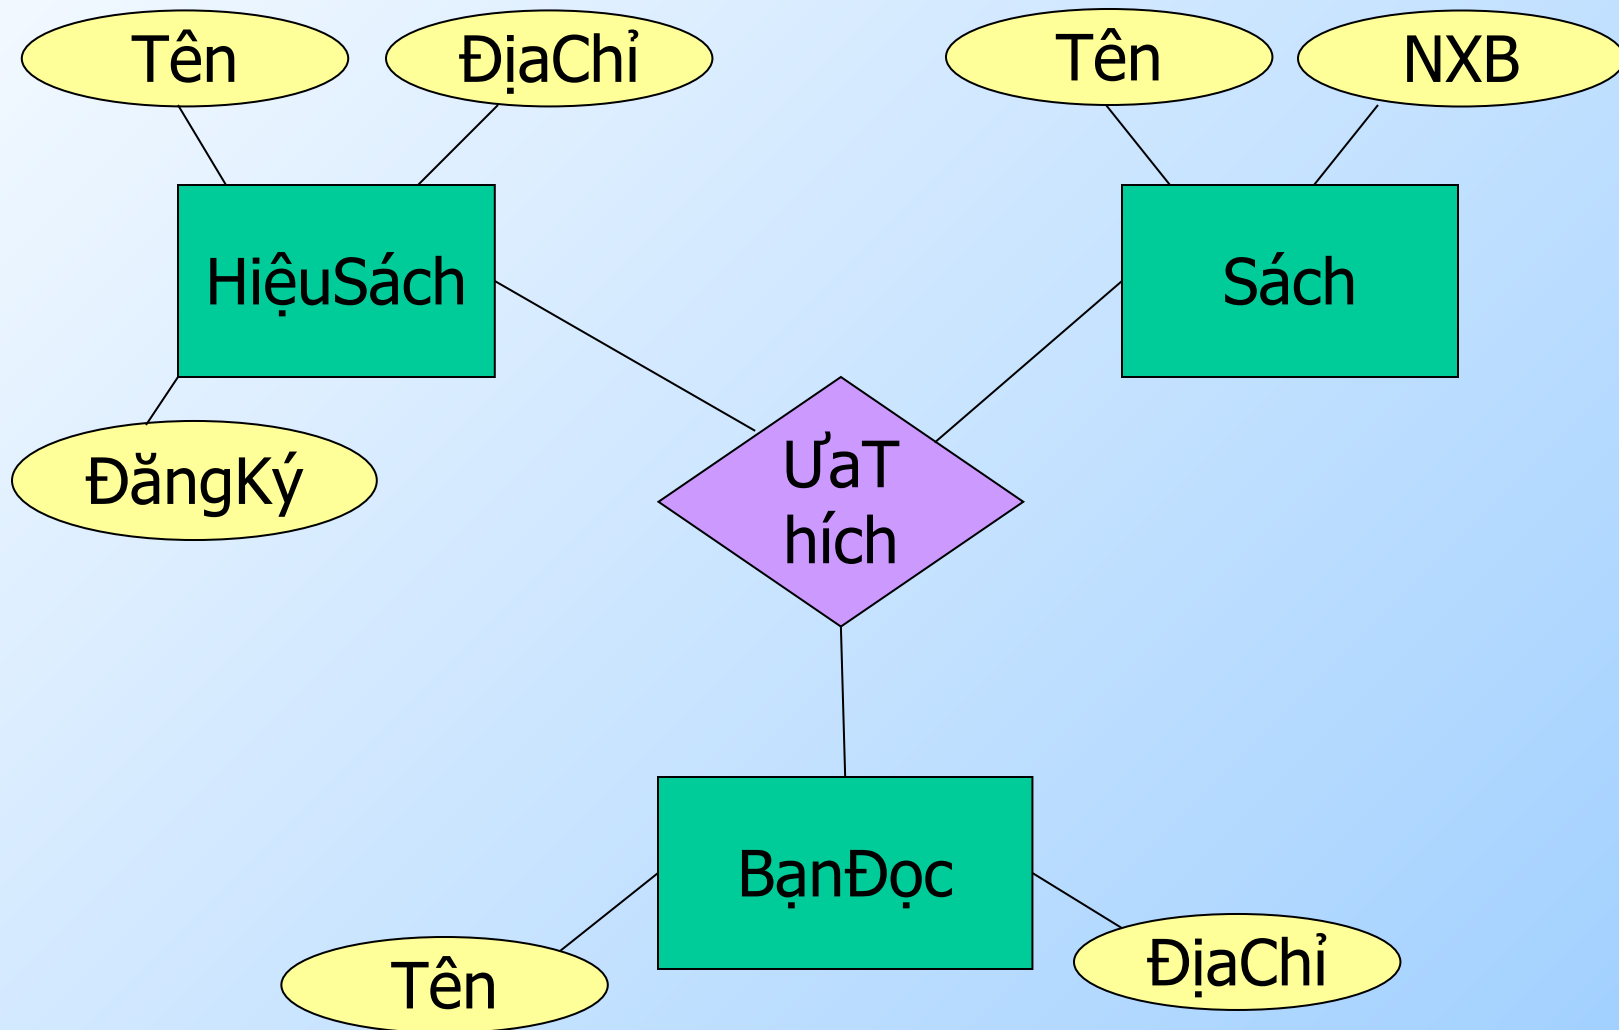 Tên
ĐịaChỉ
Tên
NXB
HiệuSách
Sách
ĐăngKý
ƯaT
hích
BạnĐọc
Tên
ĐịaChỉ